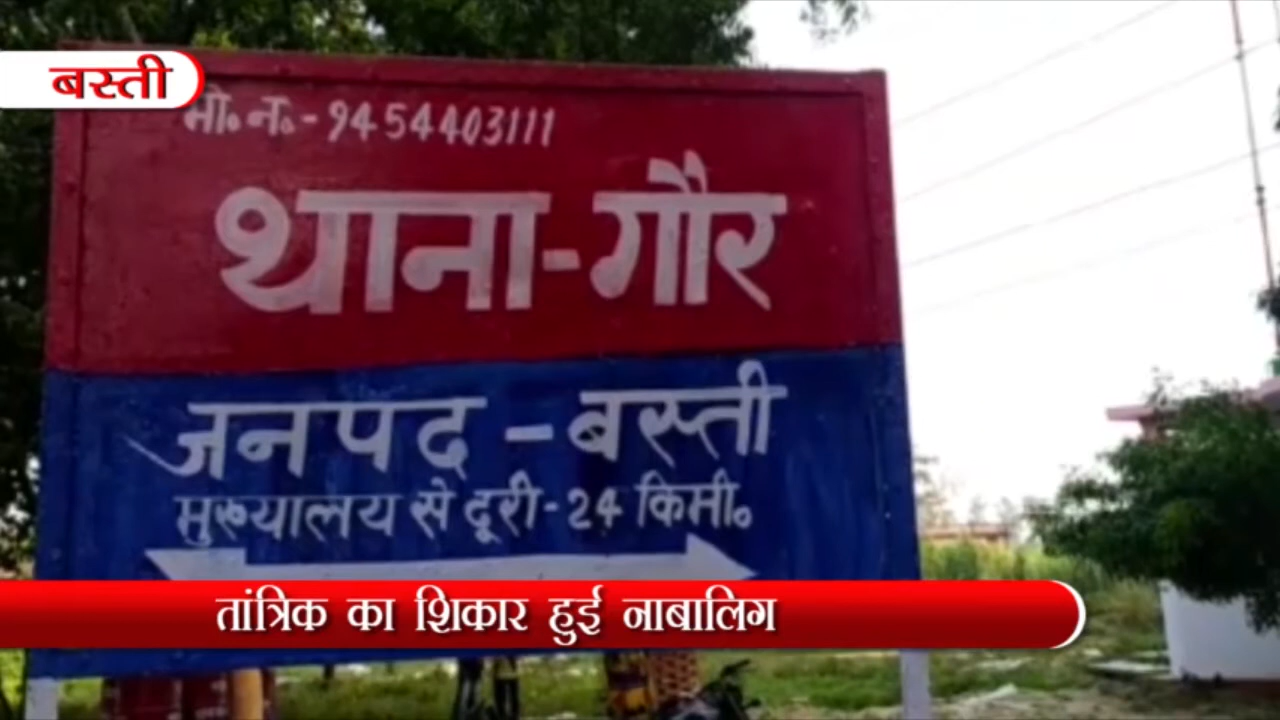 बस्ती
मो॰ न॰ - 9454403111
थाना - गौर
जनपद - बस्ती
मुख्यालय से दूरी - 24 किमी॰
तांत्रिक का शिकार हुई नाबालिग